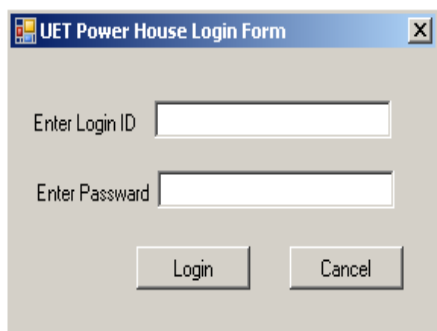 UET Power House Login Form
Enter Login ID
Enter Passward
Login Cancel